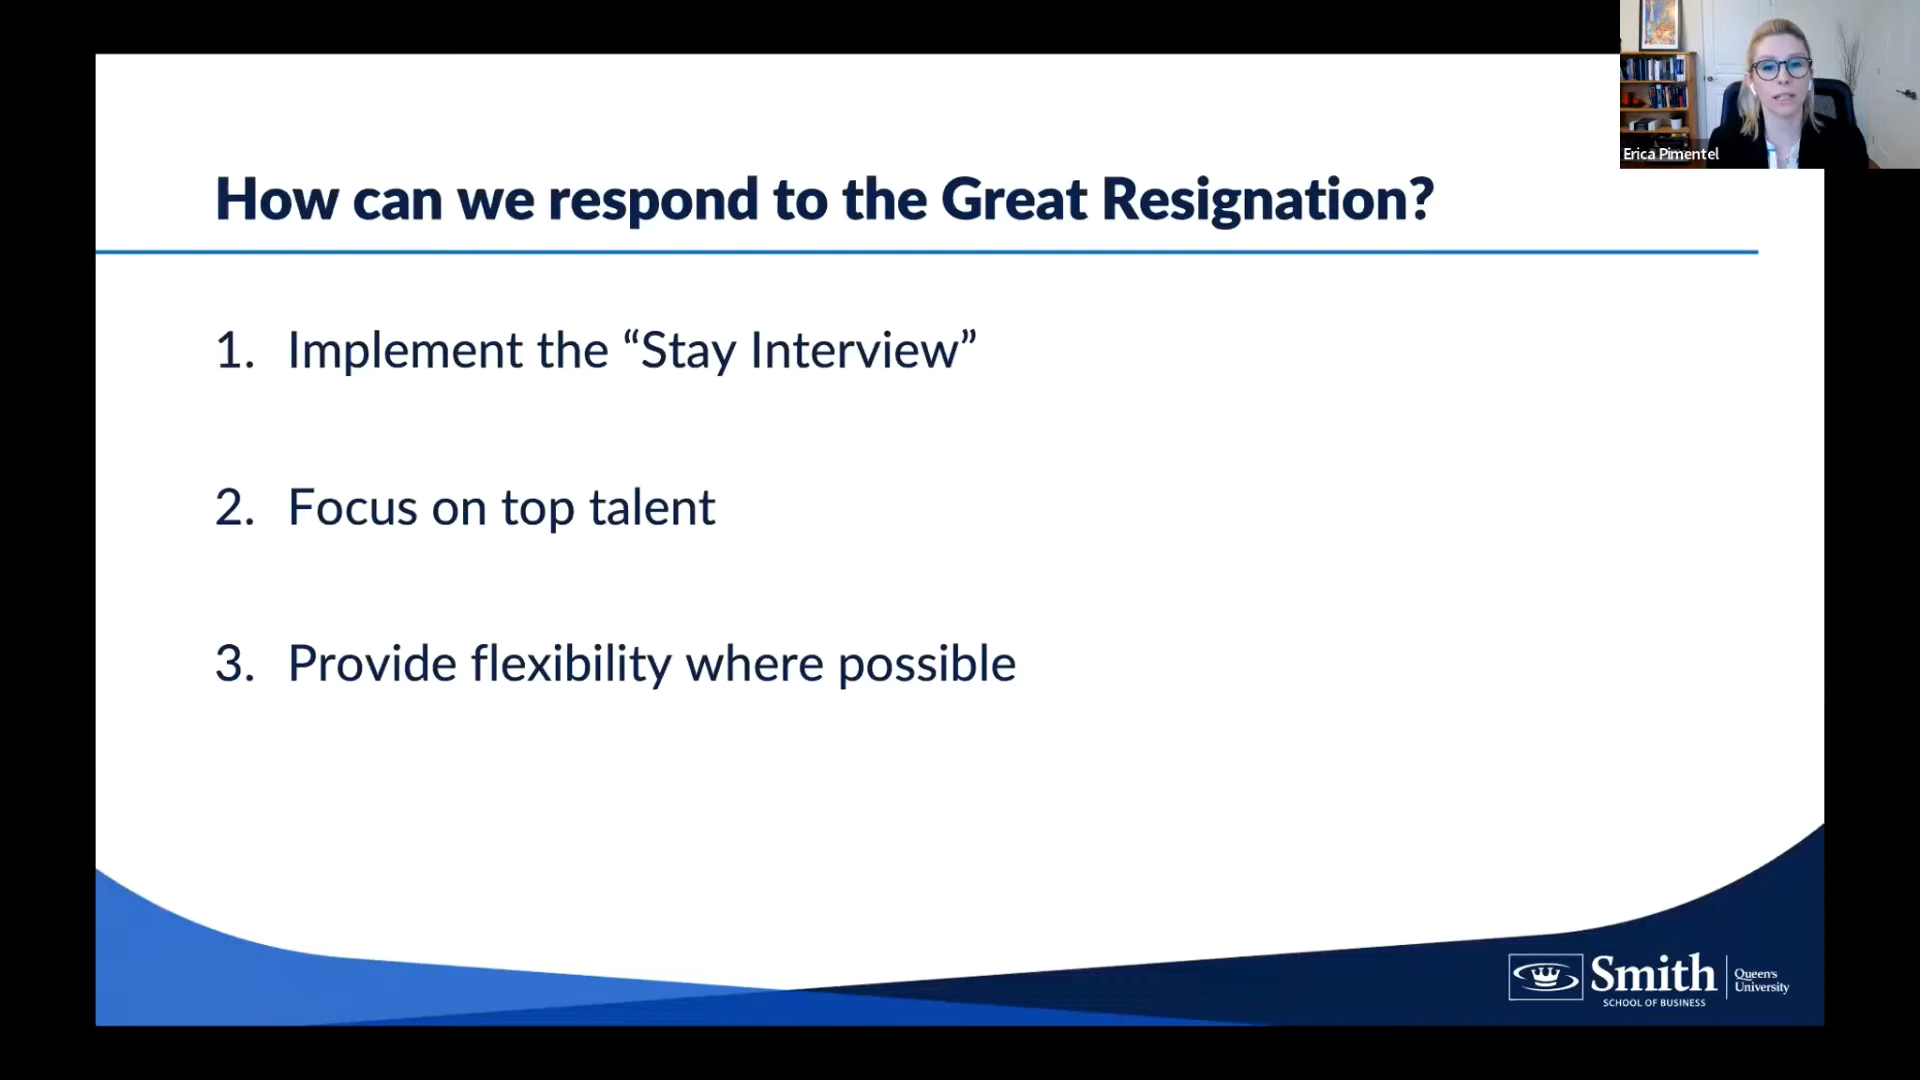 Erica Pimentel
How can we respond to the Great Resignation?
1. Implement the “Stay Interview”
2. Focus on top talent
3. Provide flexibility where possible
Smith
SCHOOL OF BUSINESS
Queen's
University